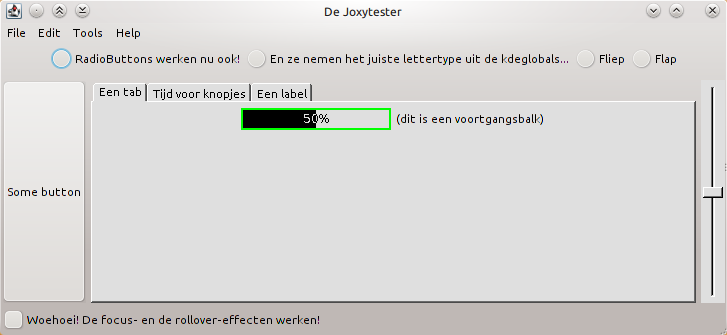 De Joxytester
File Edit Tools Help
RadioButtons werken nu ook! En ze nemen het juiste lettertype uit de kdeglobals... Fliep Flap
Een tab Tijd voor knopjes Een label
50% (dit is een voortgangsbalk)
Some button
Woehoei! De focus- en de rollover-effecten werken!